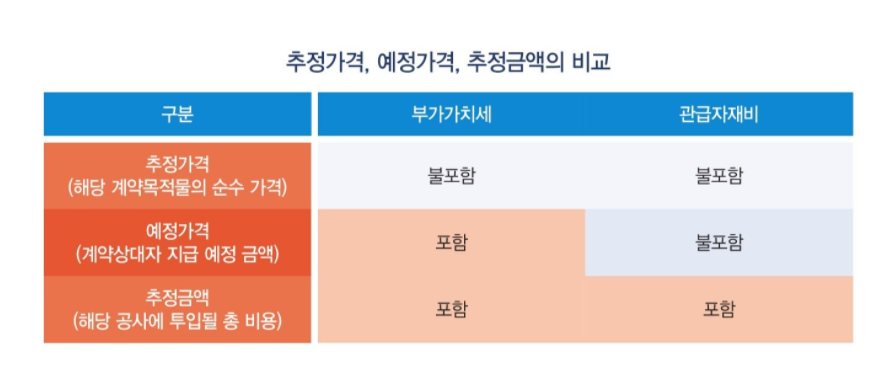 추정가격, 예정가격, 추정금액의 비교
구분 부가가치세 관급자재비
추정가격
(해당 계약목적물의 순수 가격)
불포함 불포함
예정가격
(계약상대자 지급 예정 금액)
포함 불포함
추정금액
(해당 공사에 투입될 총 비용)
포함 포함